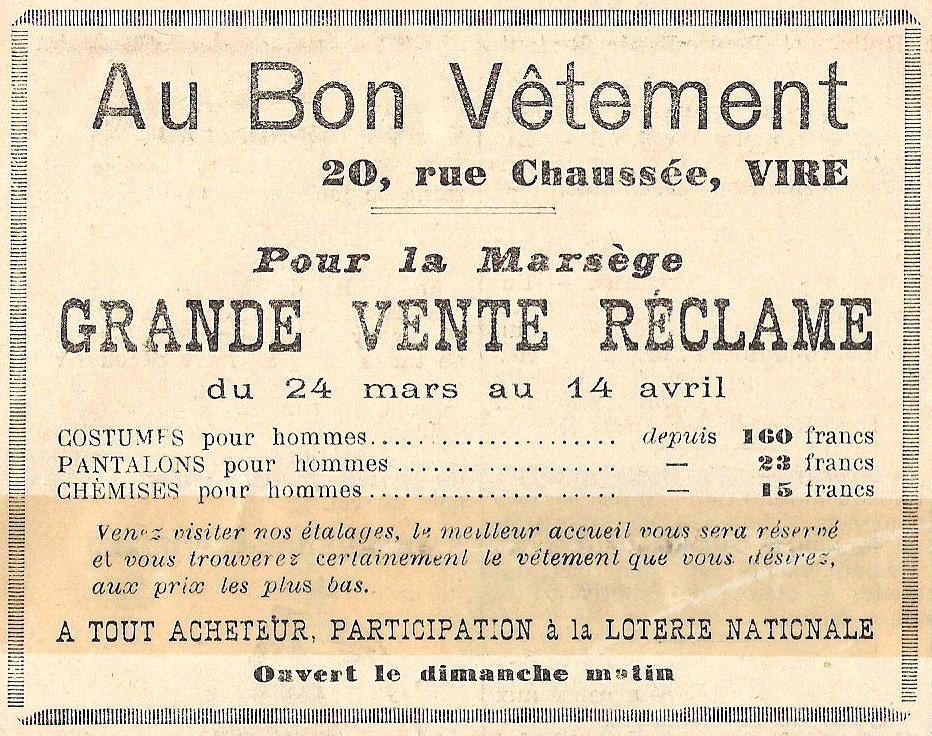 Au Bon Vêtement
20, rue Chaussée, VIRE
Pour la Marsège
GRANDE VENTE RÉCLAME
du 24 mars au 14 avril
COSTUMES pour hommes.................... depuis 160 francs
PANTALONS pour hommes................... — 23 francs
CHÈMISES pour hommes.................... — 15 francs
Venez visiter nos étalages, le meilleur accueil vous sera réservé
et vous trouverez certainement le vêtement que vous désirez,
aux prix les plus bas.
A TOUT ACHETEUR, PARTICIPATION à la LOTERIE NATIONALE
Ouvert le dimanche matin